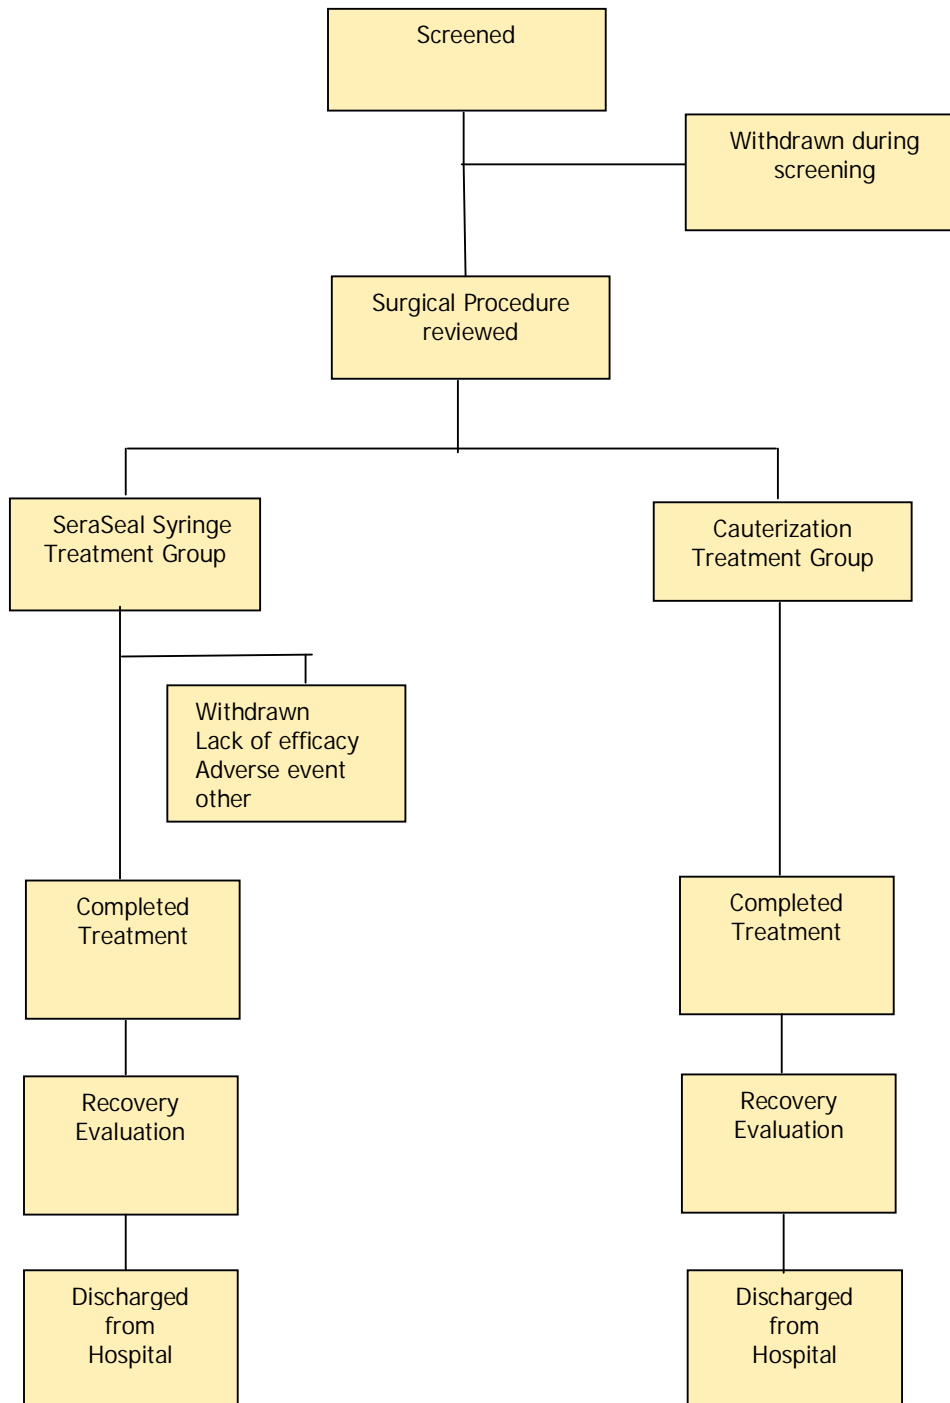 Screened
Withdrawn during
screening
Surgical Procedure
reviewed
SeraSeal Syringe
Treatment Group
Cauterization
Treatment Group
Withdrawn
Lack of efficacy
Adverse event
other
Completed
Treatment
Completed
Treatment
Recovery
Evaluation
Recovery
Evaluation
Discharged
from
Hospital
Discharged
from
Hospital